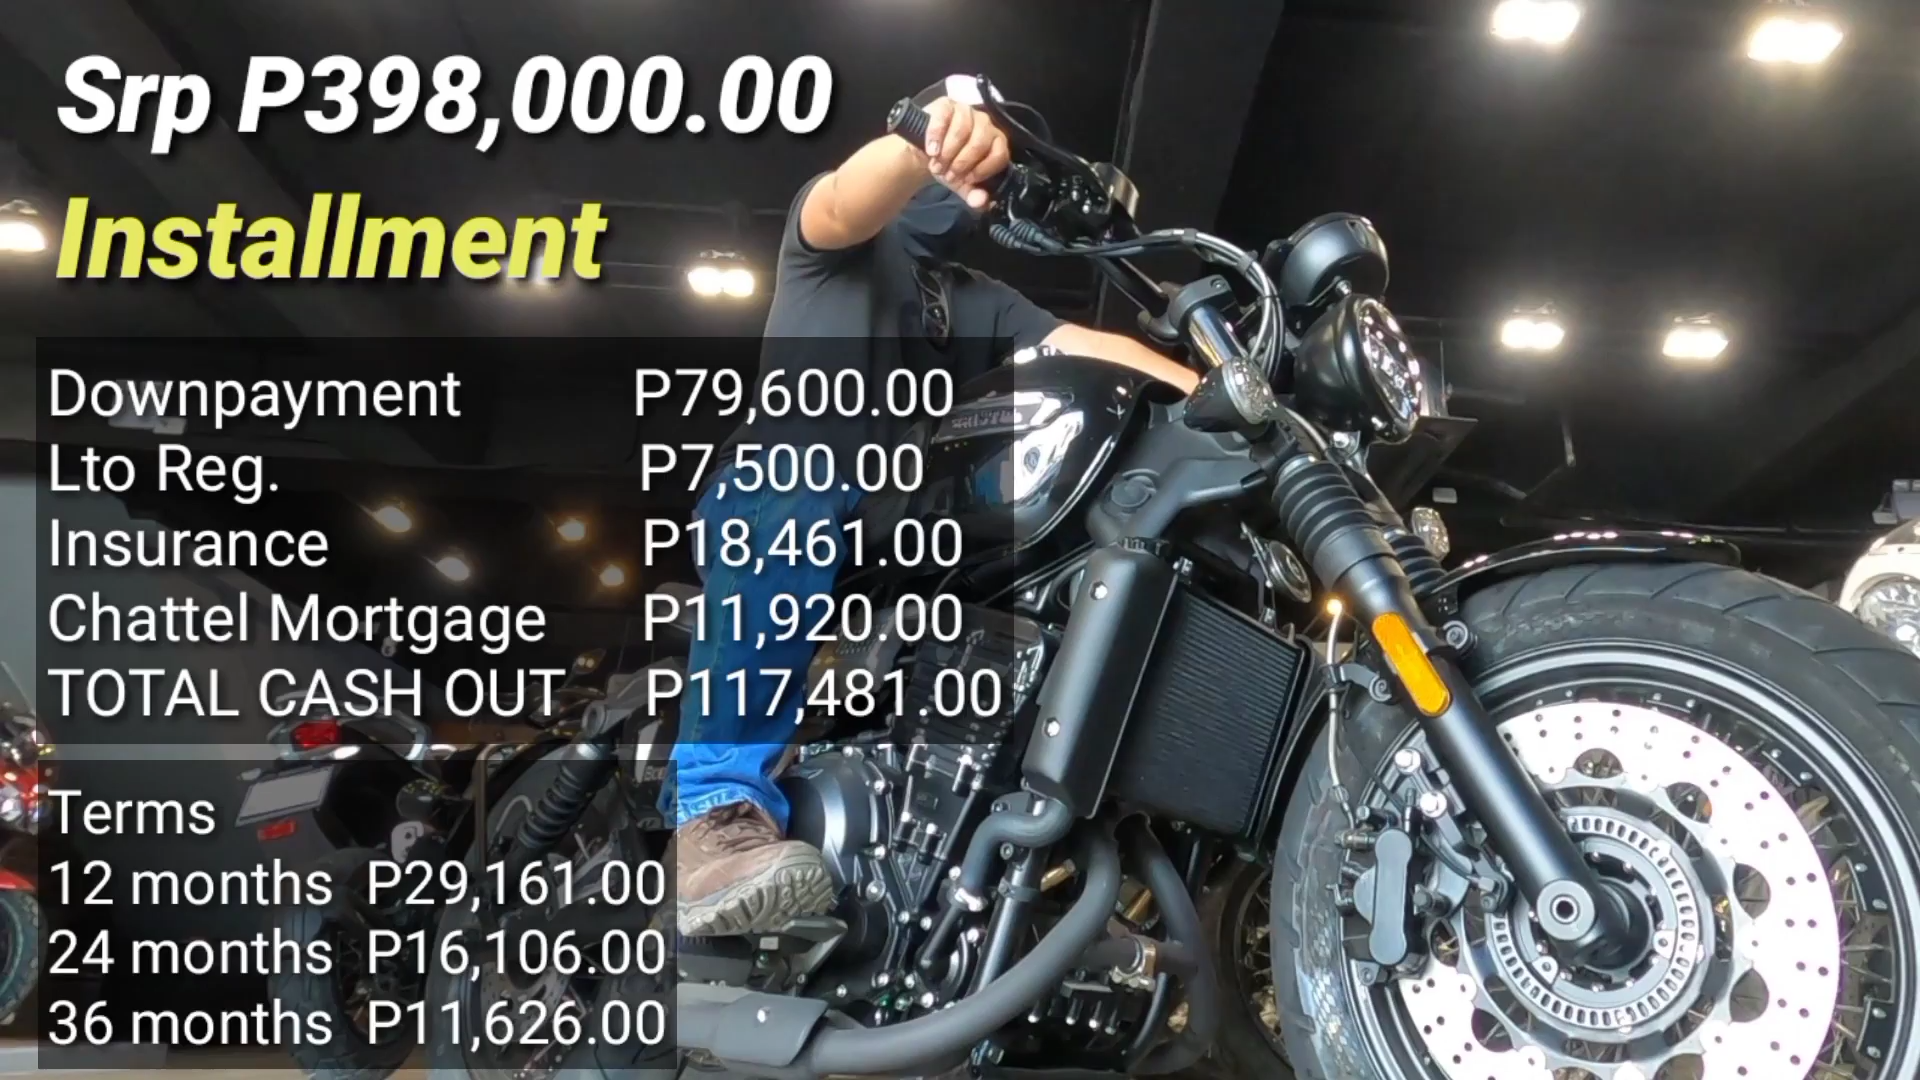 Srp P398,000.00
Installment
Downpayment P79,600.00
Lto Reg. P7,500.00
Insurance P18,461.00
Chattel Mortgage P11,920.00
TOTAL CASH OUT P117,481.00
Terms
12 months P29,161.00
24 months P16,106.00
36 months P11,626.00